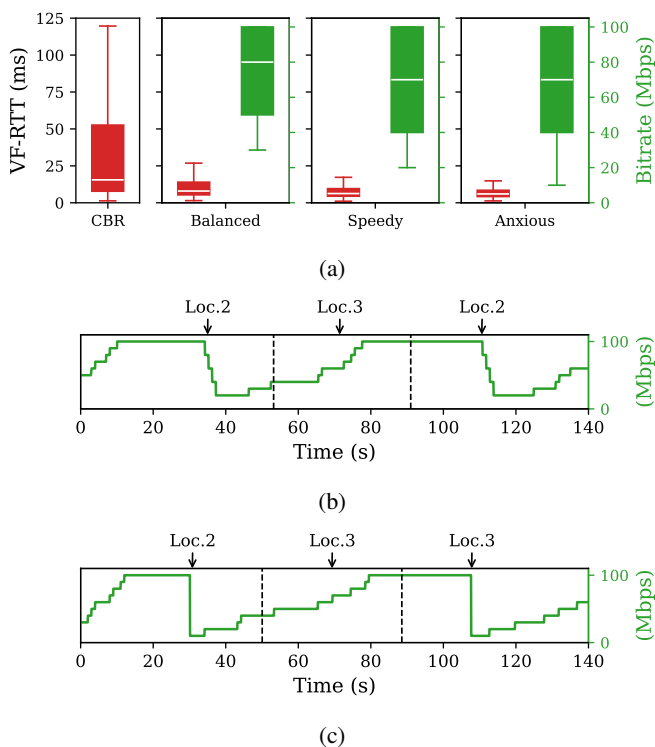 125
100
75
50
25
0
VF-RTT (ms)
CBR
Balanced
Speedy
Anxious
100
80
60
40
20
0
Bitrate (Mbps)
(a)
Loc.2 Loc.3 Loc.2
100
0
(Mbps)
0 20 40 60 80 100 120 140
Time (s)
(b)
Loc.2 Loc.3 Loc.3
100
0
(Mbps)
0 20 40 60 80 100 120 140
Time (s)
(c)